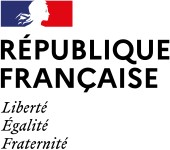 RÉPUBLIQUE
FRANÇAISE
Liberté
Égalité
Fraternité